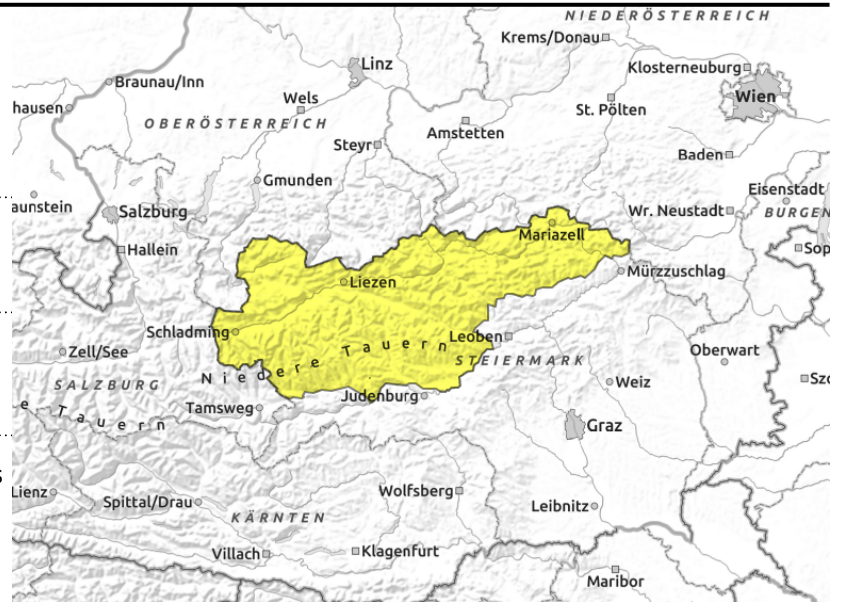 NIEDERÖSTERREICH
Krems/Donau
Linz
Klosterneuburg
Braunau/Inn
Wels
Wien
hausen
St. Pölten
OBERÖSTERREICH
Amstetten
Steyr
Baden
Gmunden
Eisenstadt
aunstein
Salzburg
Wr. Neustadt
BURGEN
Mariazell
Hallein
Sop
Mürzzuschlag
Liezen
Schladming
Leoben
Niedere Tauern
Zell/See
STEIERMARK
Oberwart
SALZBURG
Weiz
Szo
Judenburg
e Tauern
Tamsweg
Graz
s
Lienz
Wolfsberg
Spittal/Drau
Leibnitz
KÄRNTEN
Villach
Klagenfurt
Maribor